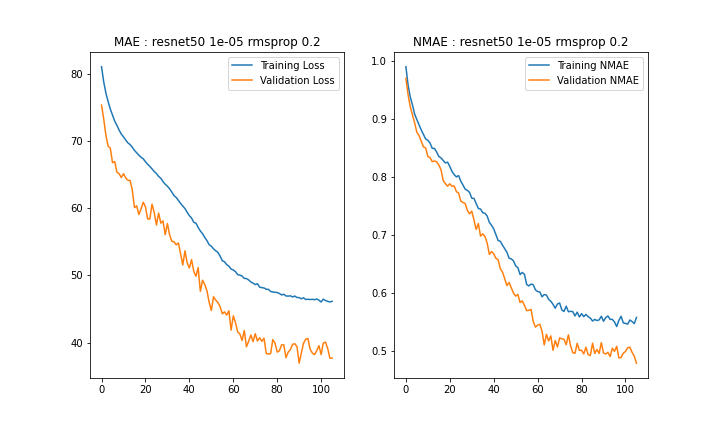 MAE : resnet50 1e-05 rmsprop 0.2
NMAE : resnet50 1e-05 rmsprop 0.2
Training Loss
Validation Loss
Training NMAE
Validation NMAE
80
70
60
50
40
0 20 40 60 80 100
1.0
0.9
0.8
0.7
0.6
0.5
0 20 40 60 80 100